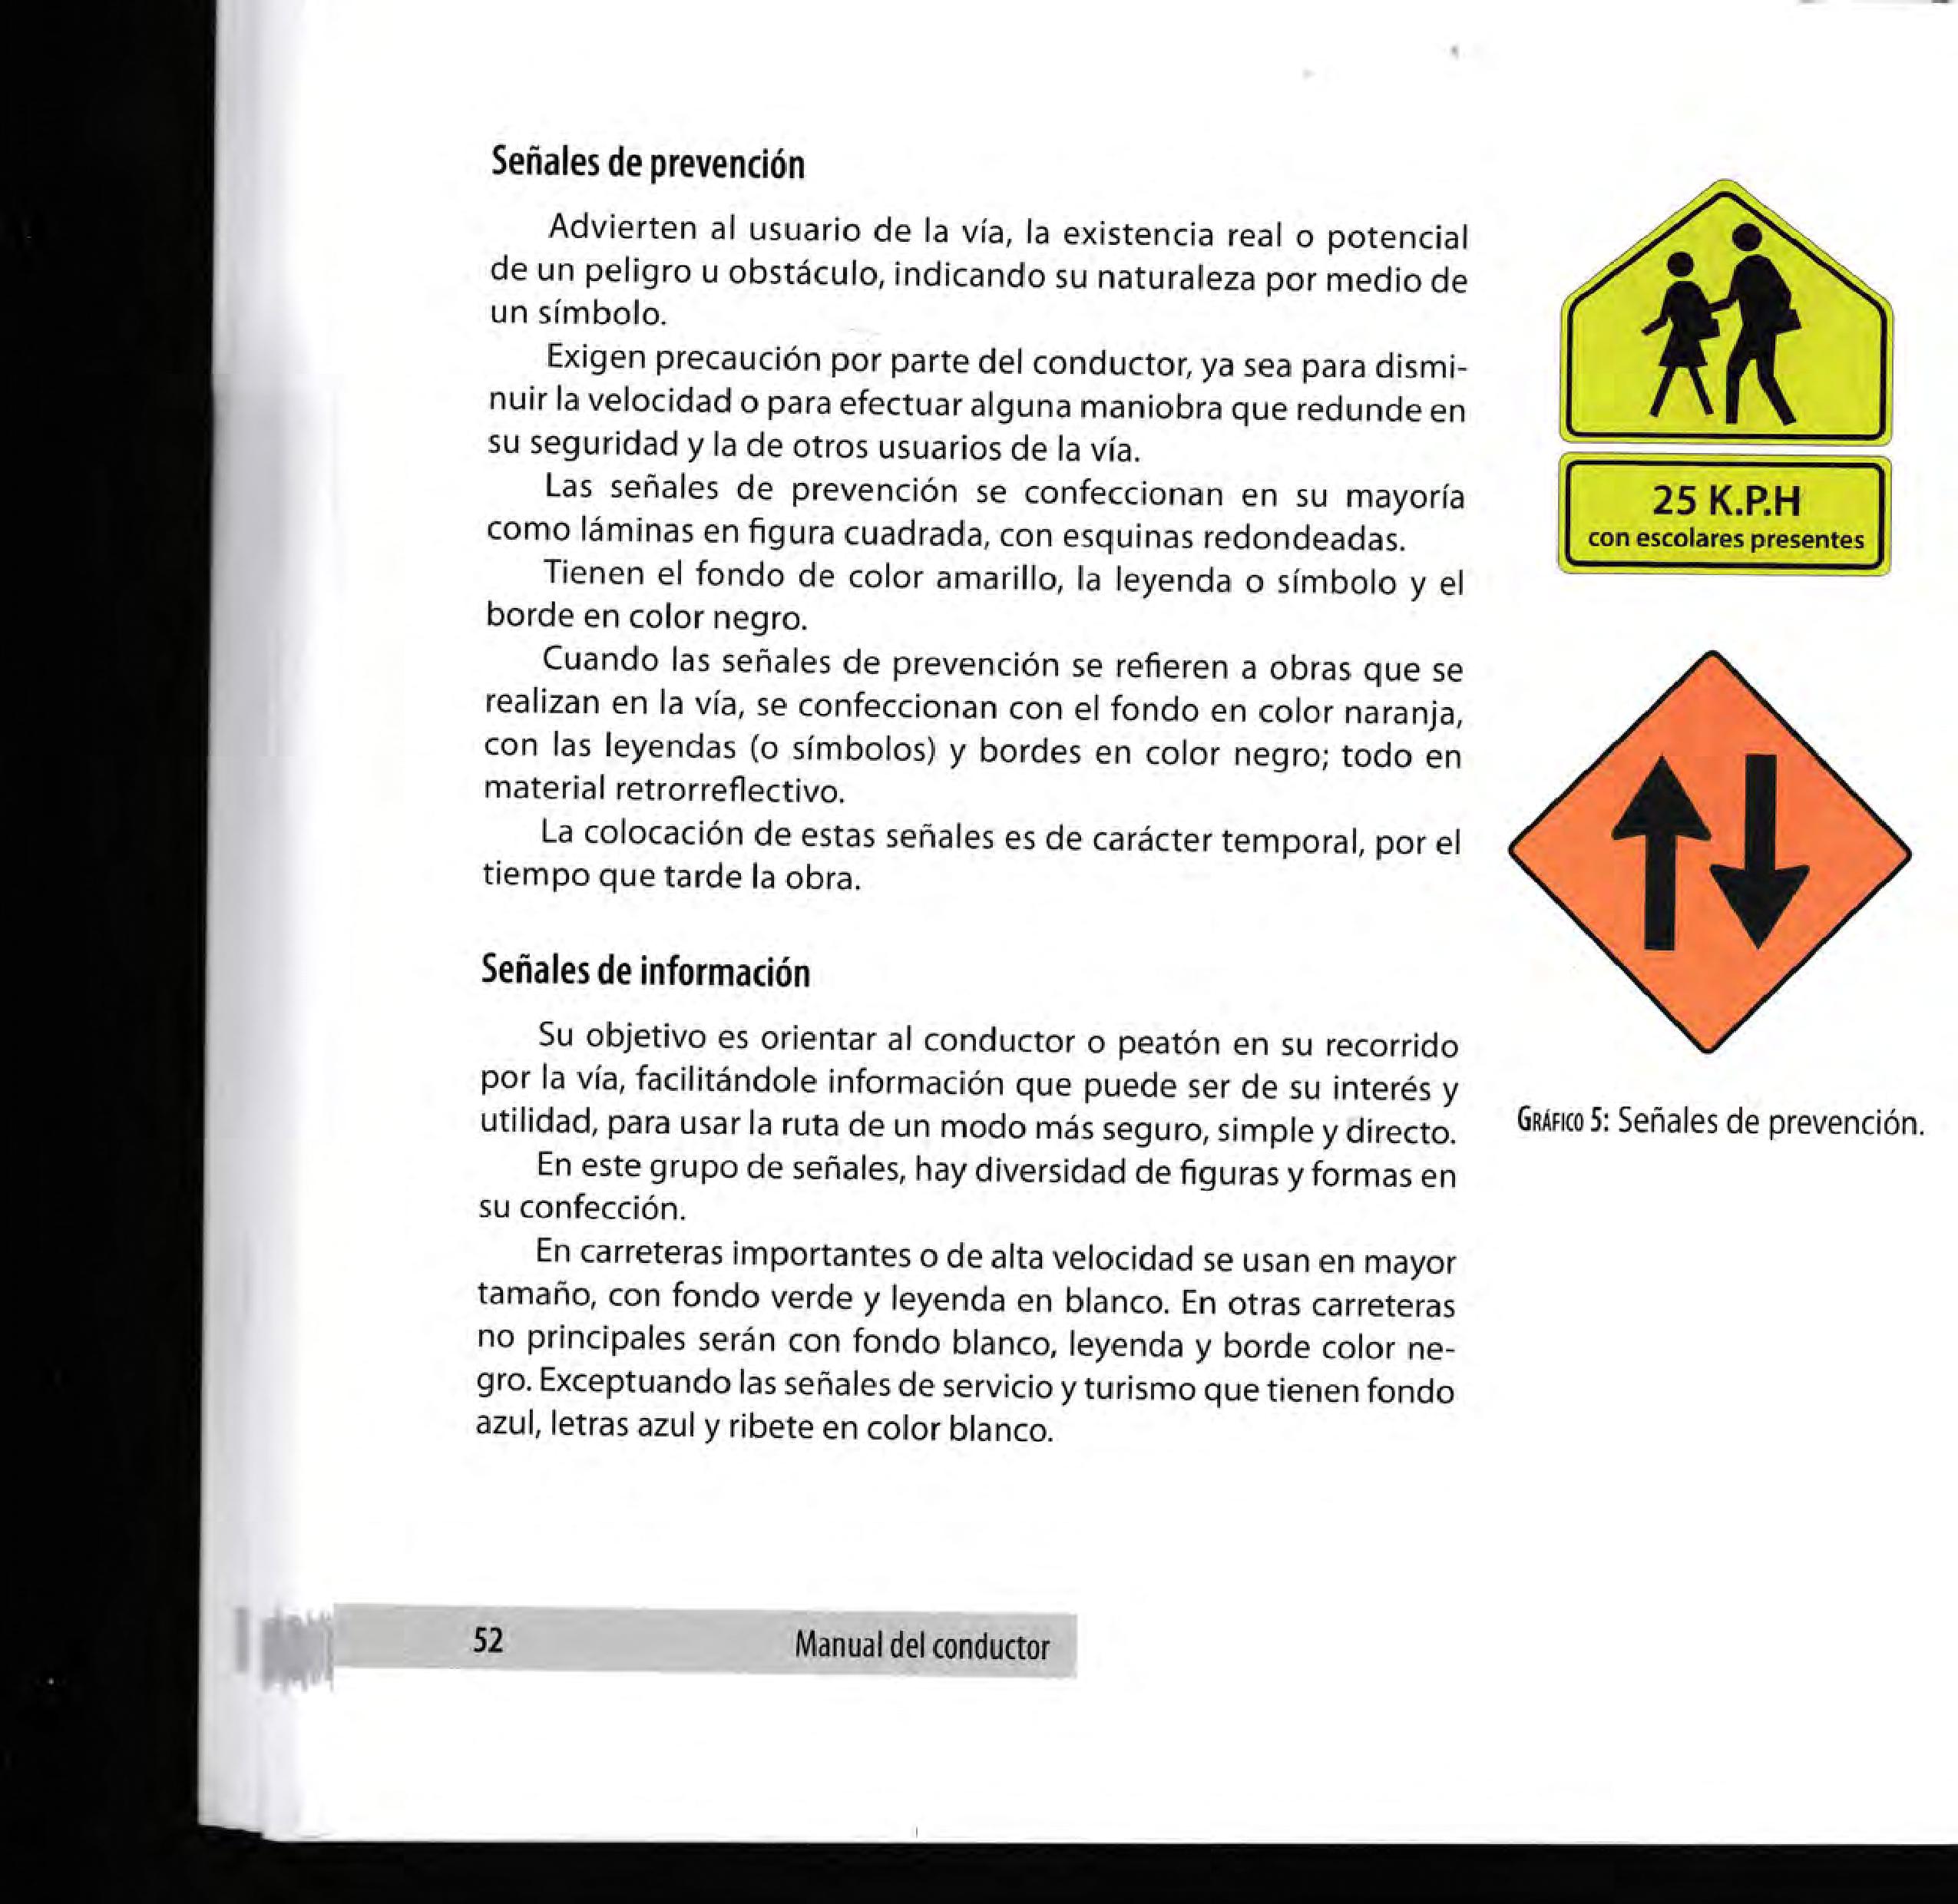 Señales de prevención
Advierten al usuario de la vía, la existencia real o potencial
de un peligro u obstáculo, indicando su naturaleza por medio de
un símbolo.
Exigen precaución por parte del conductor, ya sea para dismi-
nuir la velocidad o para efectuar alguna maniobra que redunde en
su seguridad y la de otros usuarios de la vía.
Las señales de prevención se confeccionan en su mayoría
como láminas en figura cuadrada, con esquinas redondeadas.
Tienen el fondo de color amarillo, la leyenda o símbolo y el
borde en color negro.
Cuando las señales de prevención se refieren a obras que se
realizan en la vía, se confeccionan con el fondo en color naranja,
con las leyendas (o símbolos) y bordes en color negro; todo en
material retrorreflectivo.
La colocación de estas señales es de carácter temporal, por el
tiempo que tarde la obra.
Señales de información
Su objetivo es orientar al conductor o peatón en su recorrido
por la vía, facilitándole información que puede ser de su interés y
utilidad, para usar la ruta de un modo más seguro, simple y directo.
En este grupo de señales, hay diversidad de figuras y formas en
su confección.
En carreteras importantes o de alta velocidad se usan en mayor
tamaño, con fondo verde y leyenda en blanco. En otras carreteras
no principales serán con fondo blanco, leyenda y borde color ne-
gro. Exceptuando las señales de servicio y turismo que tienen fondo
azul, letras azul y ribete en color blanco.
25 K.P.H
con escolares presentes
GRÁFICO 5: Señales de prevención.
52 Manual del conductor